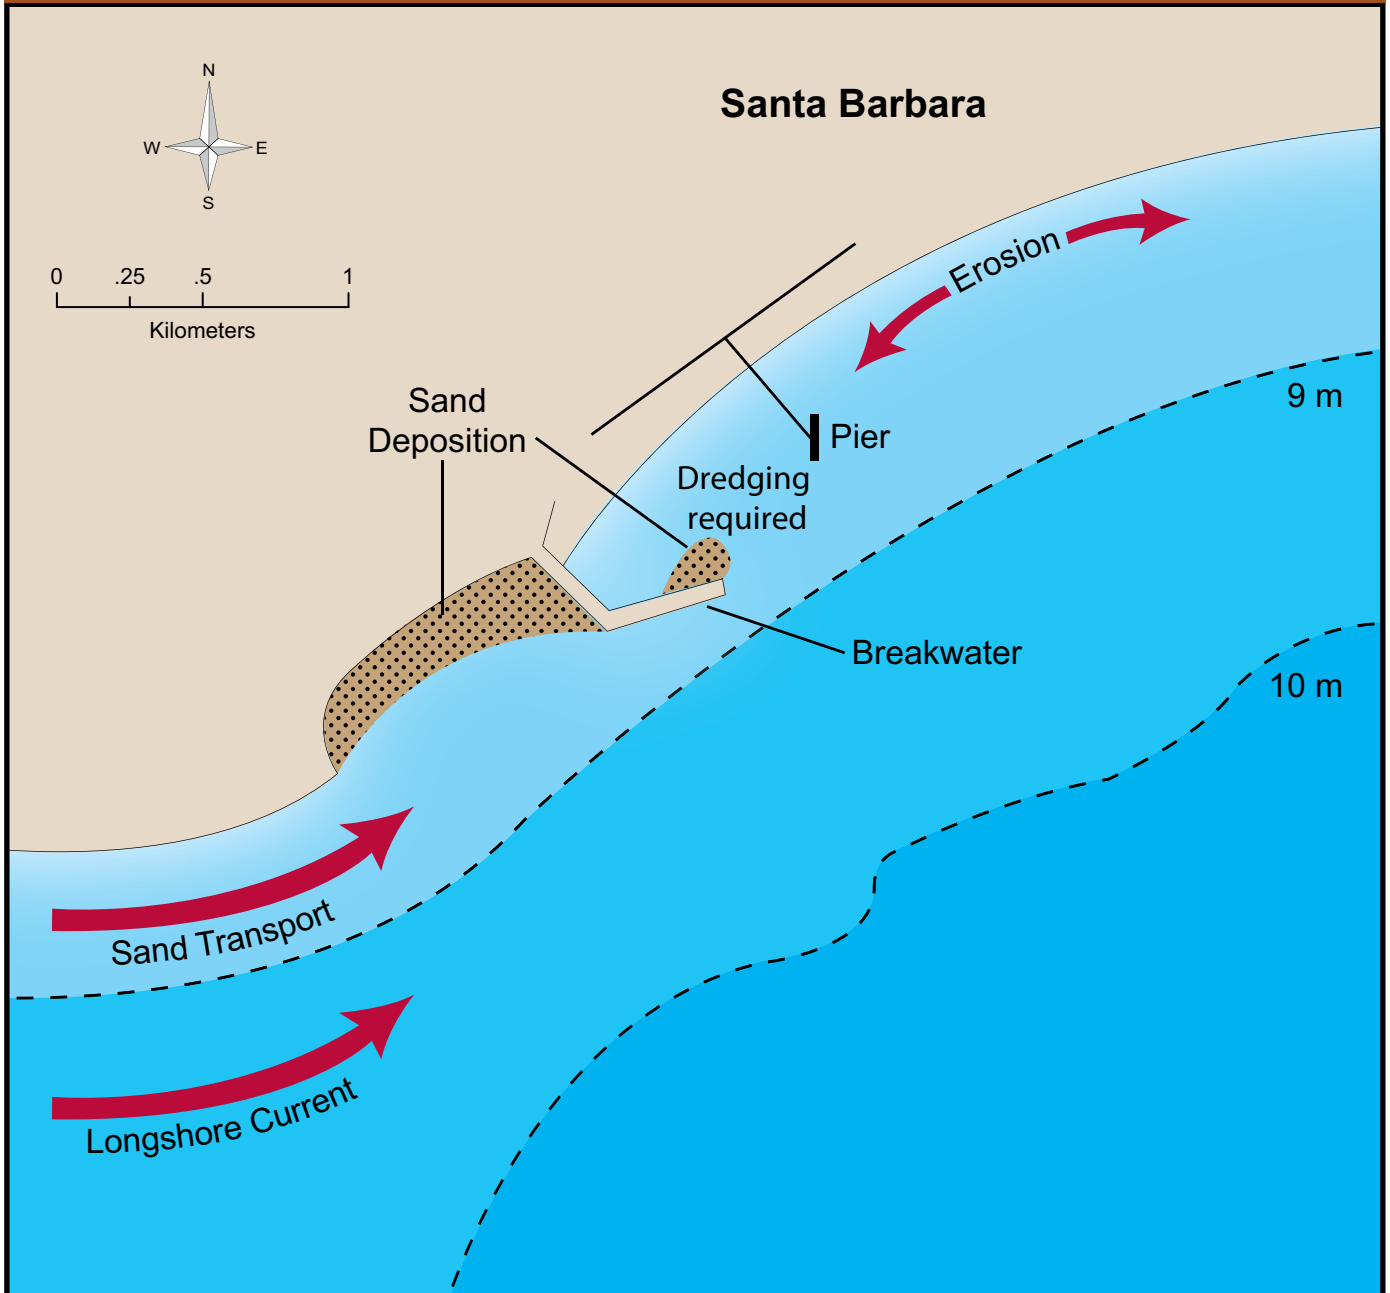 N
Santa Barbara
W
E
S
0 .25 .5 1
Kilometers
Erosion
9 m
Sand
Deposition
Pier
Dredging
required
Breakwater
10 m
Sand Transport
Longshore Current